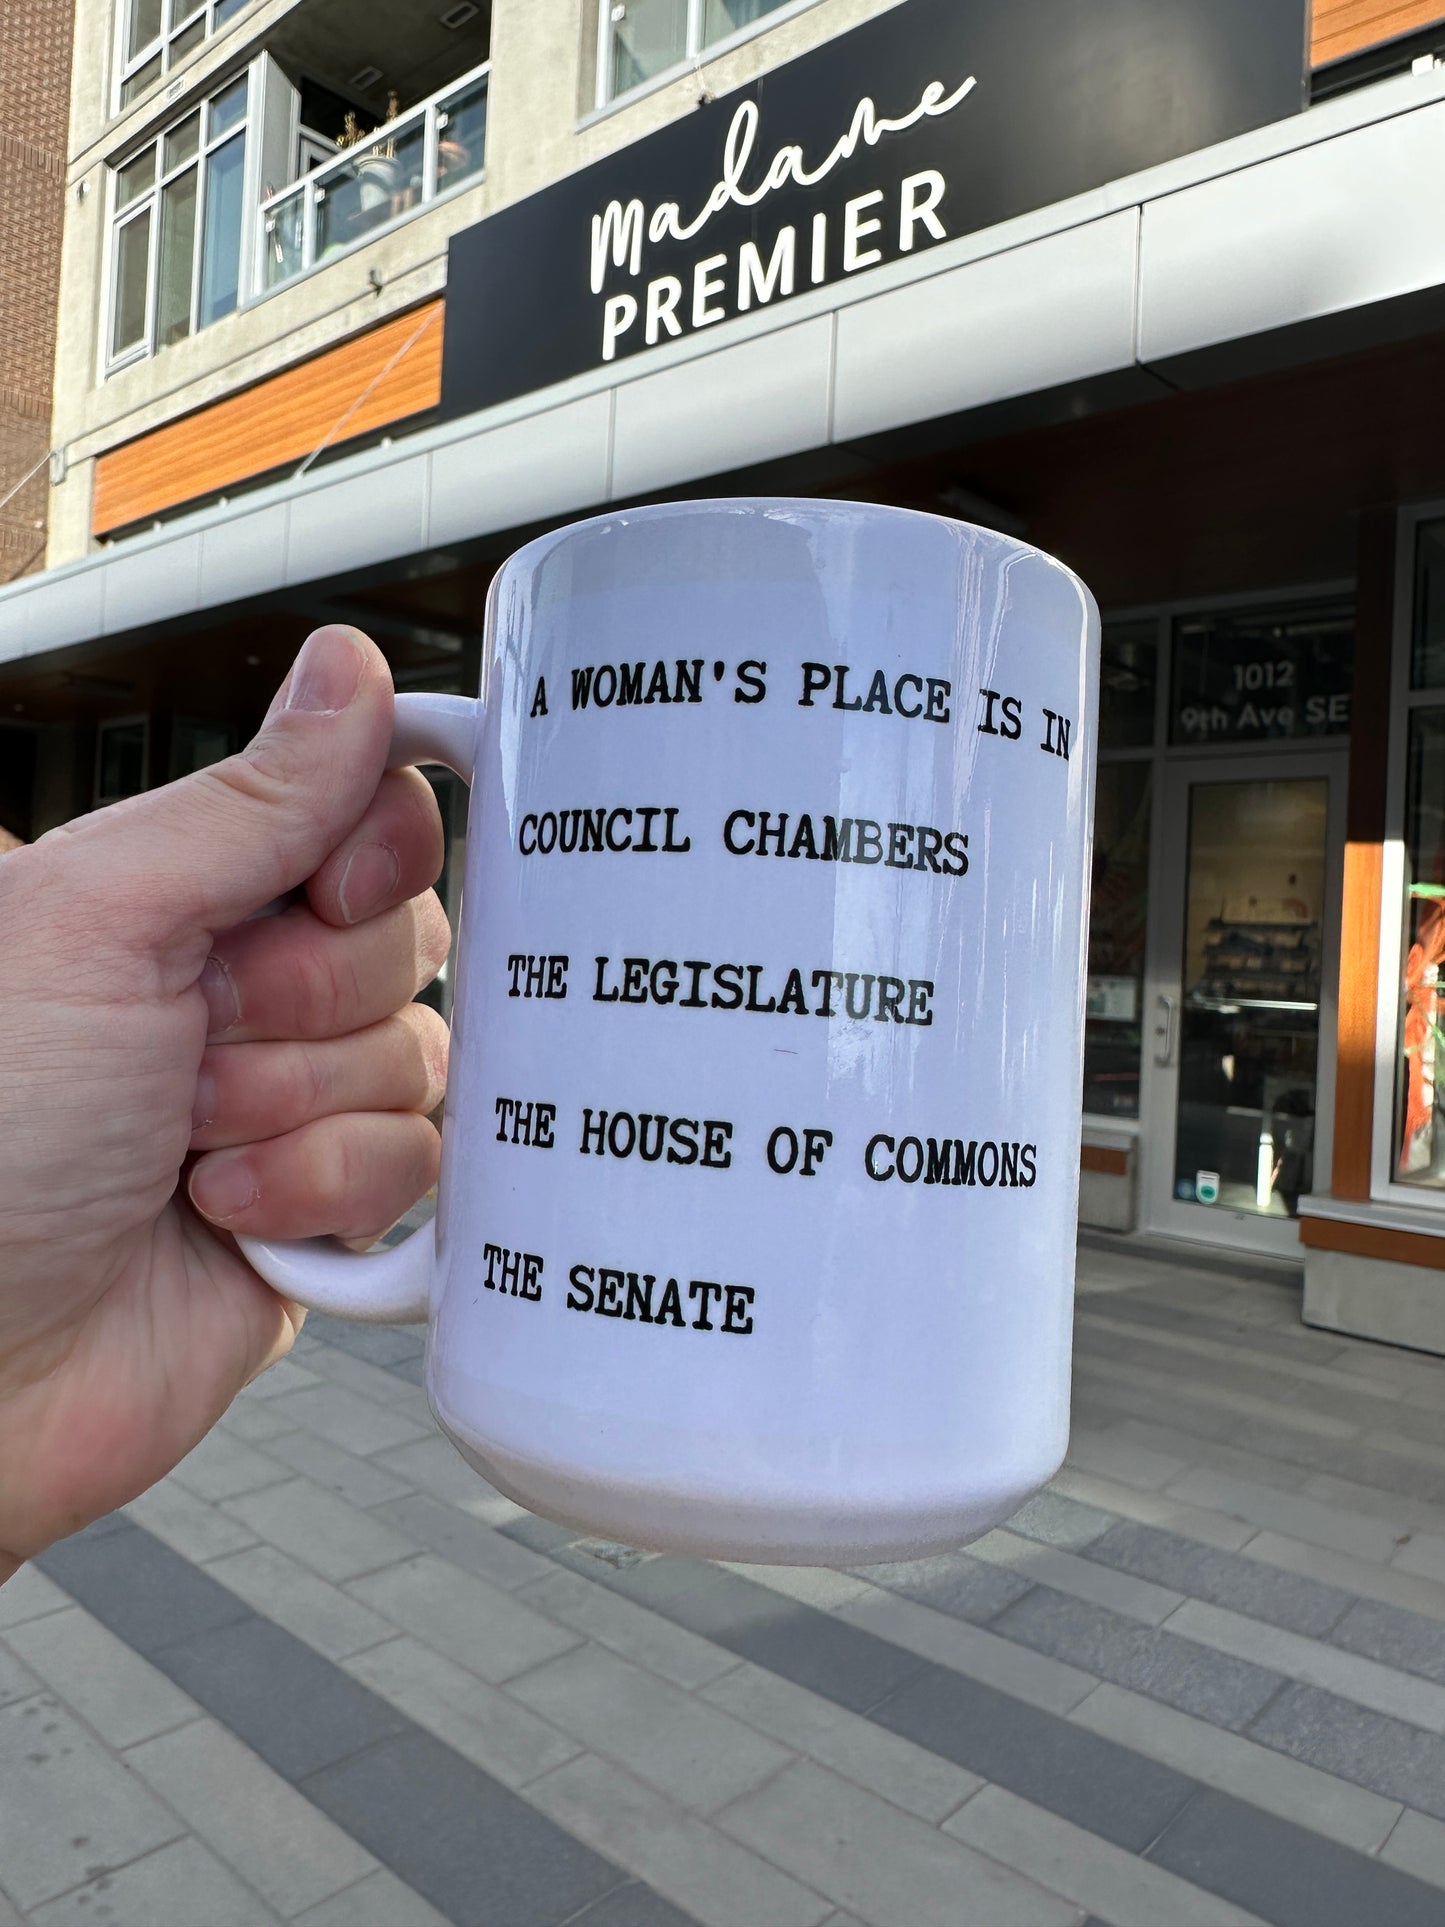 Madame
PREMIER
A WOMAN'S PLACE IS IN
COUNCIL CHAMBERS
THE LEGISLATURE
THE HOUSE OF COMMONS
THE SENATE
1012
9th Ave SE